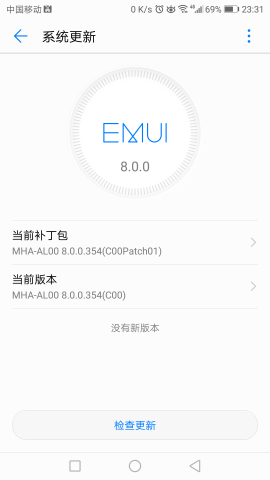 中国移动 0 K/s 4G 69% 23:31
系统更新
EMUI
8.0.0
当前补丁包
MHA-AL00 8.0.0.354(C00Patch01)
当前版本
MHA-AL00 8.0.0.354(C00)
没有新版本
检查更新